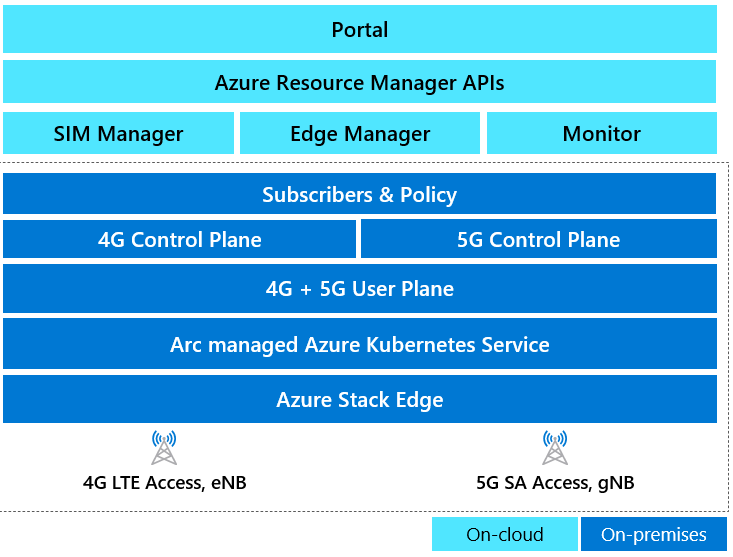 Portal
Azure Resource Manager APIs
SIM Manager
Edge Manager
Monitor
Subscribers & Policy
4G Control Plane
5G Control Plane
4G + 5G User Plane
Arc managed Azure Kubernetes Service
Azure Stack Edge
4G LTE Access, eNB
5G SA Access, gNB
On-cloud
On-premises